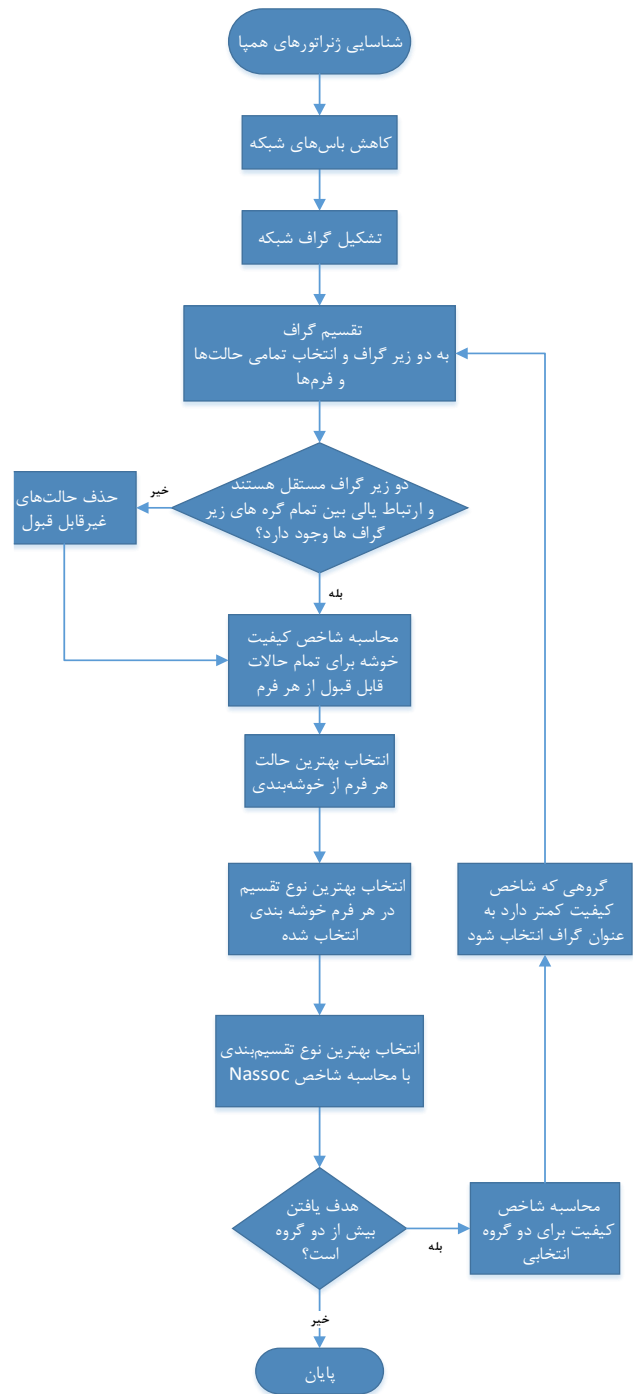 شناسایی ژنراتورهای همپا
کاهش باس‌های شبکه
تشکیل گراف شبکه
تقسیم گراف
به دو زیر گراف و انتخاب تمامی حالت‌ها
و فرم‌ها
دو زیر گراف مستقل هستند
و ارتباط یالی بین تمام گره های زیر
گراف ها وجود دارد؟
خیر
حذف حالت‌های
غیرقابل قبول
بله
محاسبه شاخص کیفیت
خوشه برای تمام حالات
قابل قبول از هر فرم
انتخاب بهترین حالت
هر فرم از خوشه‌بندی
انتخاب بهترین نوع تقسیم
در هر فرم خوشه بندی
انتخاب شده
گروهی که شاخص
کیفیت کمتر دارد به
عنوان گراف انتخاب شود
انتخاب بهترین نوع تقسیم‌بندی
با محاسبه شاخص Nassoc
هدف یافتن
بیش از دو گروه
است؟
بله
محاسبه شاخص
کیفیت برای دو گروه
انتخابی
خیر
پایان